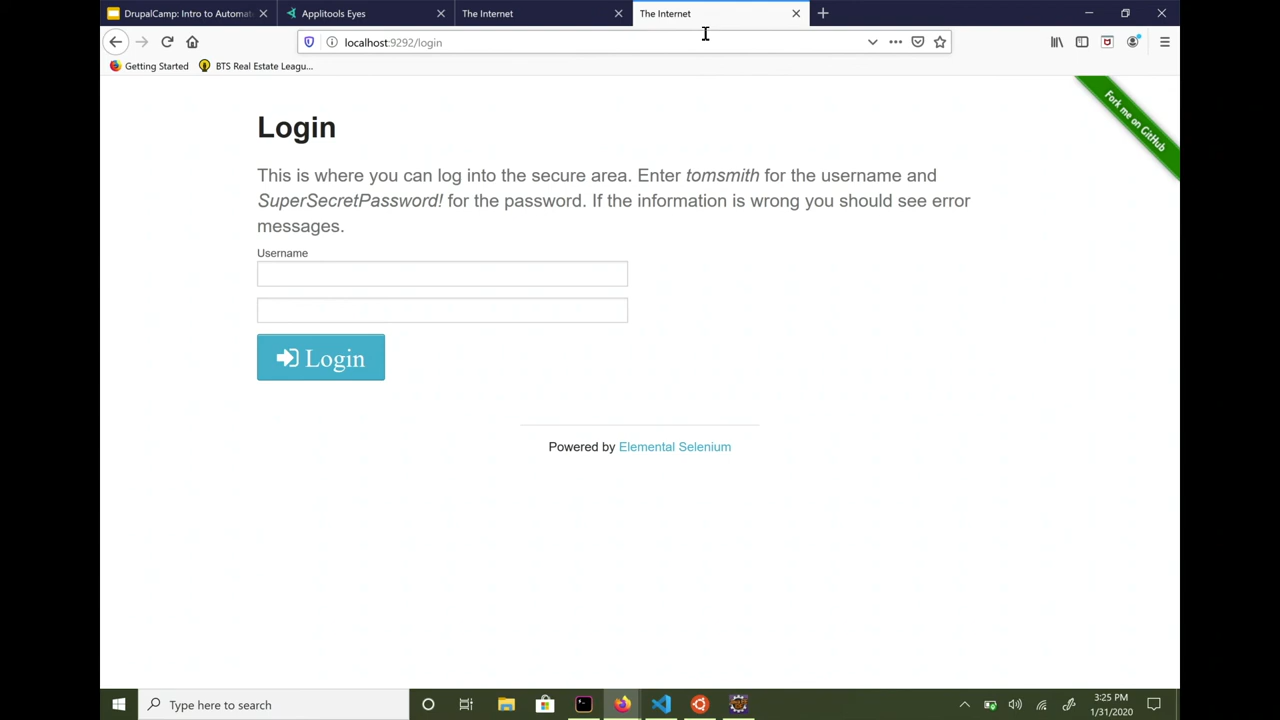 DrupalCamp: Intro to Automat
Applitools Eyes
The Internet
The Internet
localhost:9292/login
Getting Started
BTS Real Estate Leagu...
Fork me on GitHub
Login
This is where you can log into the secure area. Enter tomsmith for the username and
SuperSecretPassword! for the password. If the information is wrong you should see error
messages.
Username
Login
Powered by Elemental Selenium
Type here to search
3:25 PM
1/31/2020